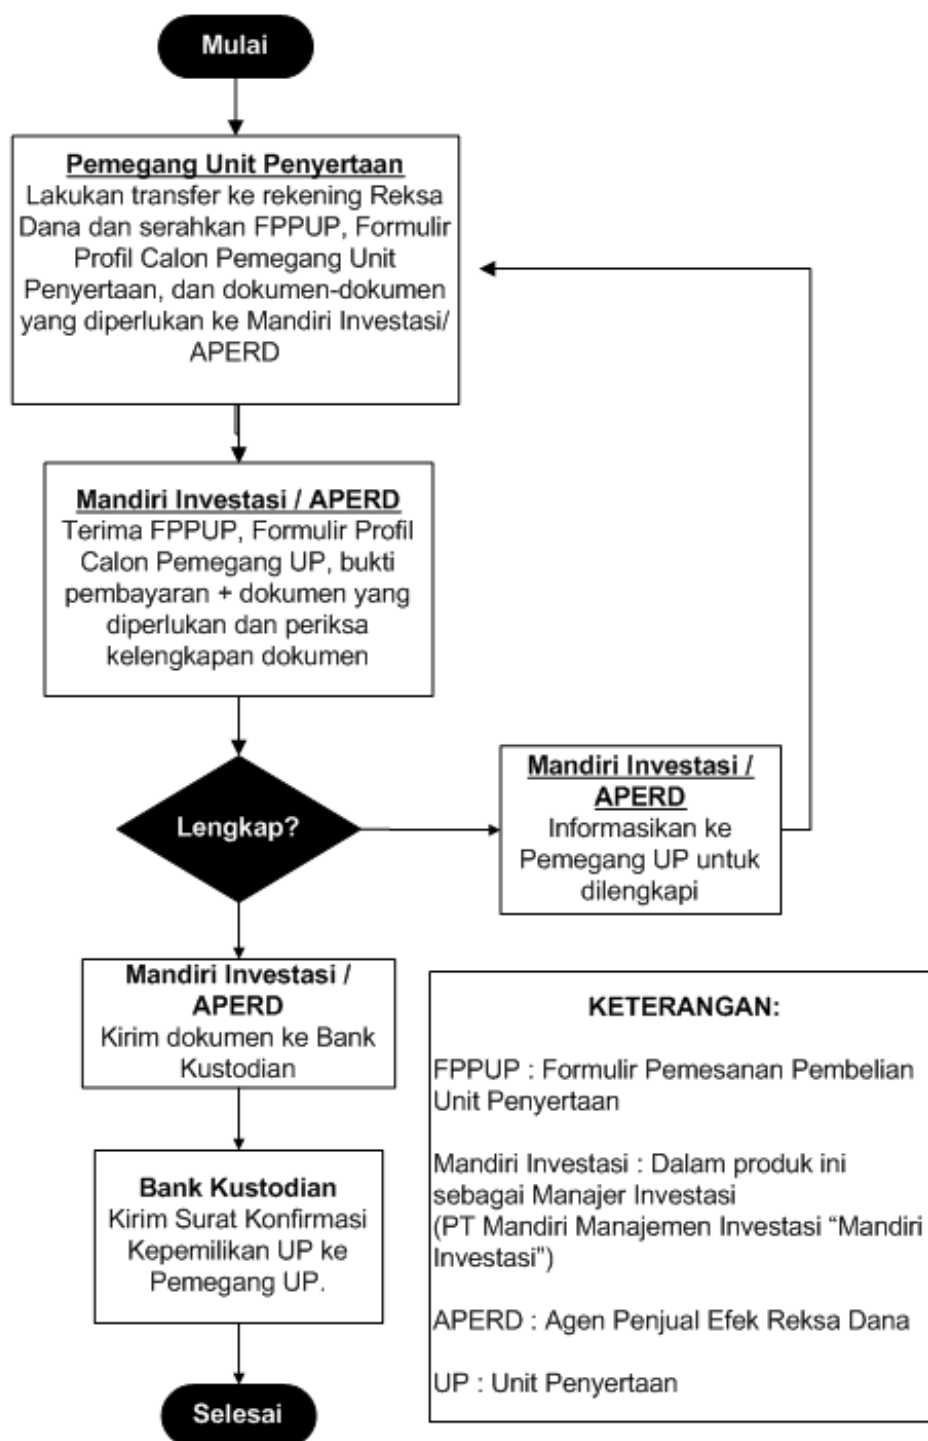 Mulai
Pemegang Unit Penyertaan
Lakukan transfer ke rekening Reksa
Dana dan serahkan FPPUP, Formulir
Profil Calon Pemegang Unit
Penyertaan, dan dokumen-dokumen
yang diperlukan ke Mandiri Investasi/
APERD
Mandiri Investasi / APERD
Terima FPPUP, Formulir Profil
Calon Pemegang UP, bukti
pembayaran + dokumen yang
diperlukan dan periksa
kelengkapan dokumen
Lengkap?
Mandiri Investasi /
APERD
Informasikan ke
Pemegang UP untuk
dilengkapi
Mandiri Investasi /
APERD
Kirim dokumen ke Bank
Kustodian
Bank Kustodian
Kirim Surat Konfirmasi
Kepemilikan UP ke
Pemegang UP.
Selesai
KETERANGAN:
FPPUP : Formulir Pemesanan Pembelian
Unit Penyertaan
Mandiri Investasi : Dalam produk ini
sebagai Manajer Investasi
(PT Mandiri Manajemen Investasi “Mandiri
Investasi”)
APERD : Agen Penjual Efek Reksa Dana
UP : Unit Penyertaan